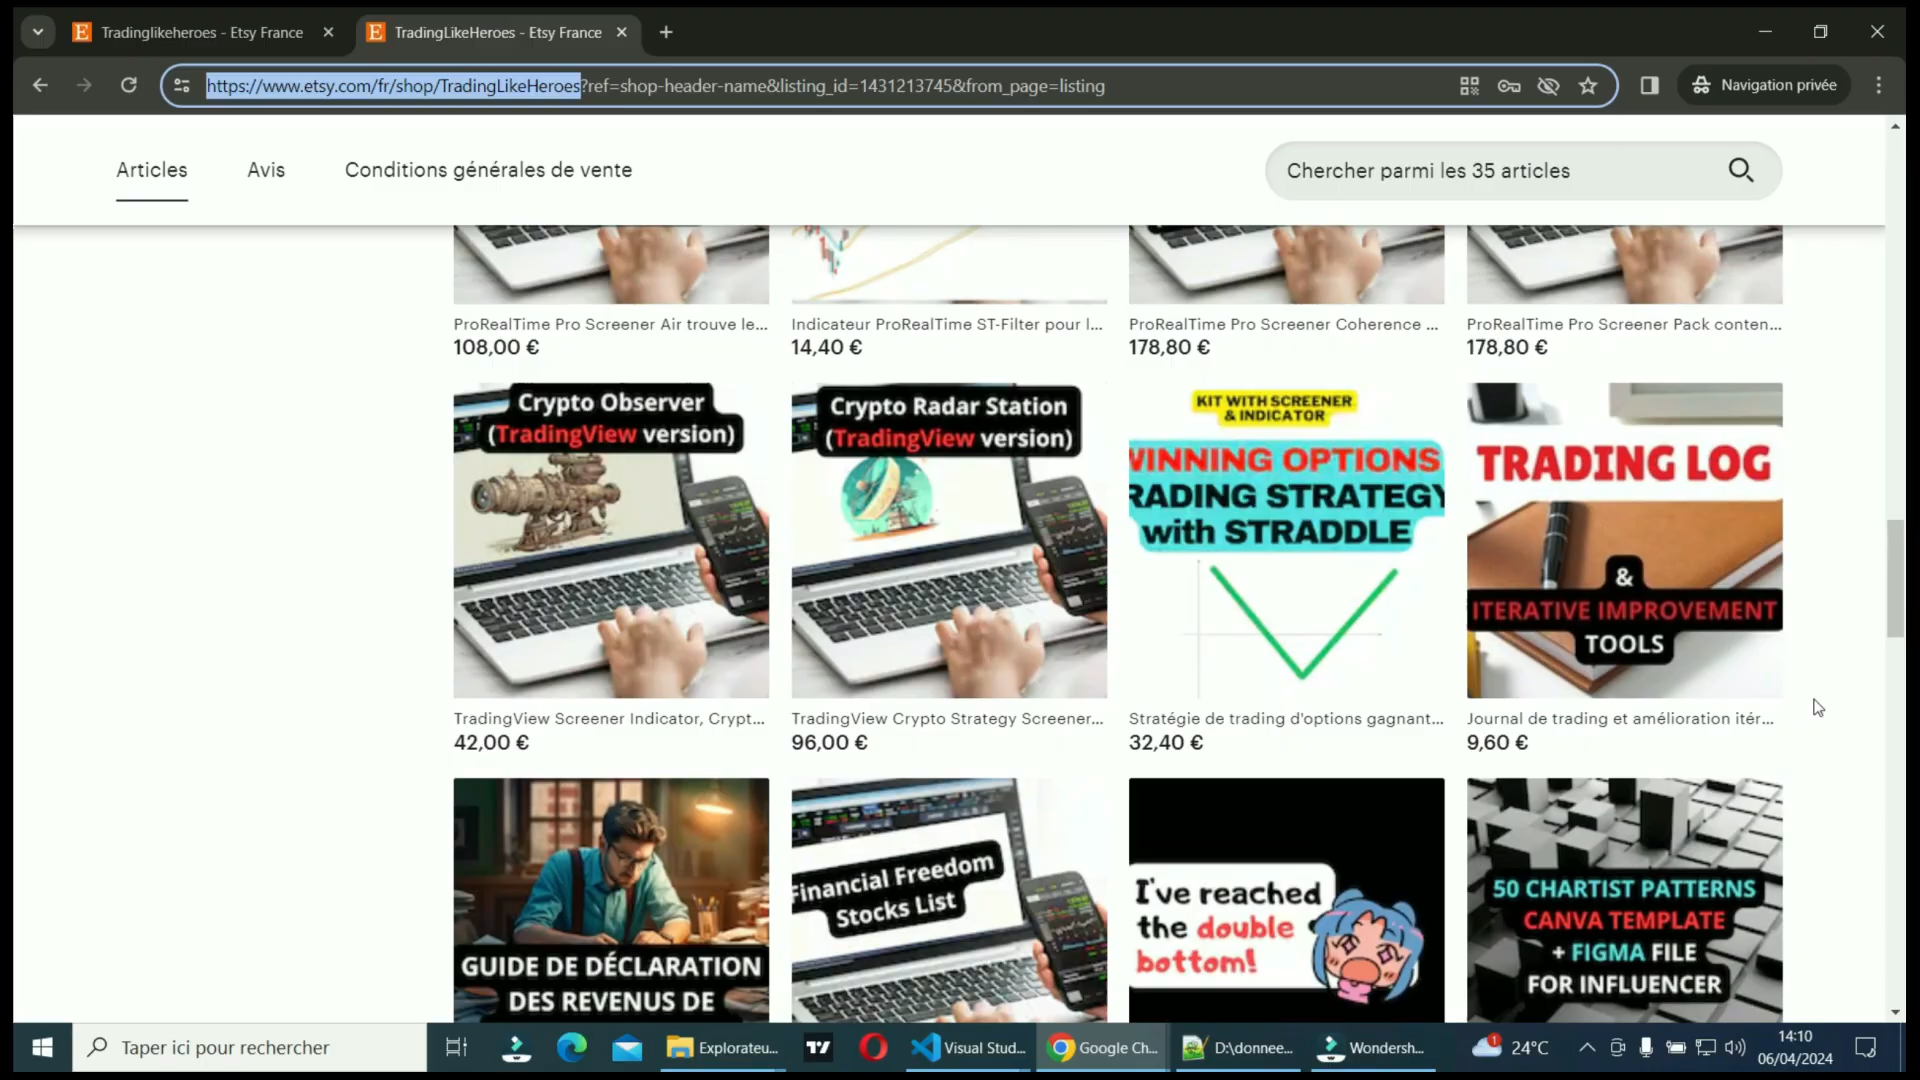 Tradinglikeheroes - Etsy France
TradingLikeHeroes - Etsy France
https://www.etsy.com/fr/shop/TradingLikeHeroes?ref=shop-header-name&listing_id=1431213745&from_page=listing
Navigation privée
Articles
Avis
Conditions générales de vente
Chercher parmi les 35 articles
ProRealTime Pro Screener Air trouve le...
108,00 €
Indicateur ProRealTime ST-Filter pour l...
14,40 €
ProRealTime Pro Screener Coherence ...
178,80 €
ProRealTime Pro Screener Pack conten...
178,80 €
Crypto Observer
(TradingView version)
Crypto Radar Station
(TradingView version)
KIT WITH SCREENER
& INDICATOR
WINNING OPTIONS
RADING STRATEGY
with STRADDLE
TRADING LOG
&
ITERATIVE IMPROVEMENT
TOOLS
TradingView Screener Indicator, Crypt...
42,00 €
TradingView Crypto Strategy Screener...
96,00 €
Stratégie de trading d'options gagnant...
32,40 €
Journal de trading et amélioration itér...
9,60 €
GUIDE DE DÉCLARATION
DES REVENUS DE
Financial Freedom
Stocks List
I've reached
the double
bottom!
50 CHARTIST PATTERNS
CANVA TEMPLATE
+ FIGMA FILE
FOR INFLUENCER
Taper ici pour rechercher
Explorateu...
Visual Stud...
Google Ch...
D:\donnee...
Wondersh...
1
24°C
14:10
06/04/2024